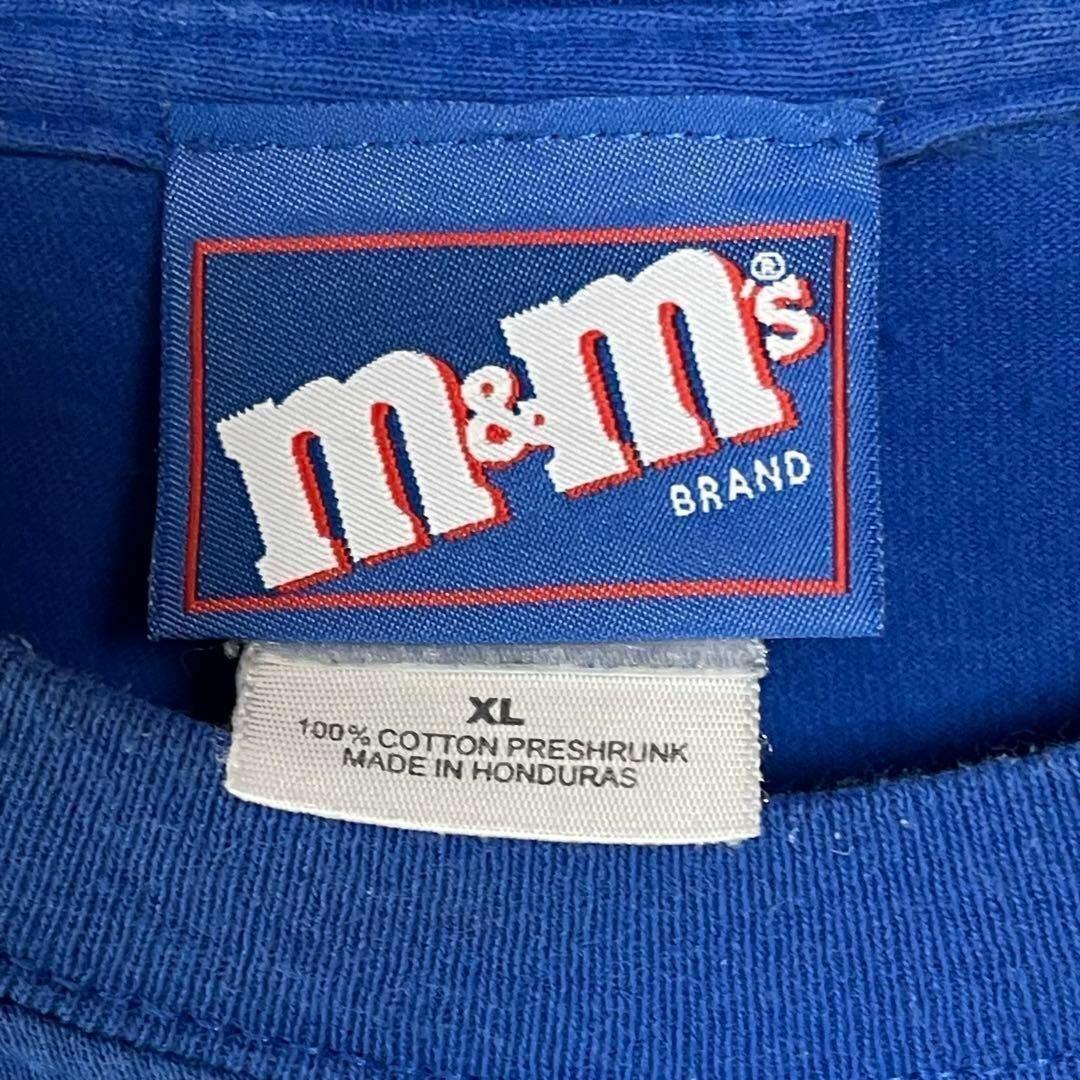 m&m's®
BRAND
XL
100% COTTON PRESHRUNK
MADE IN HONDURAS